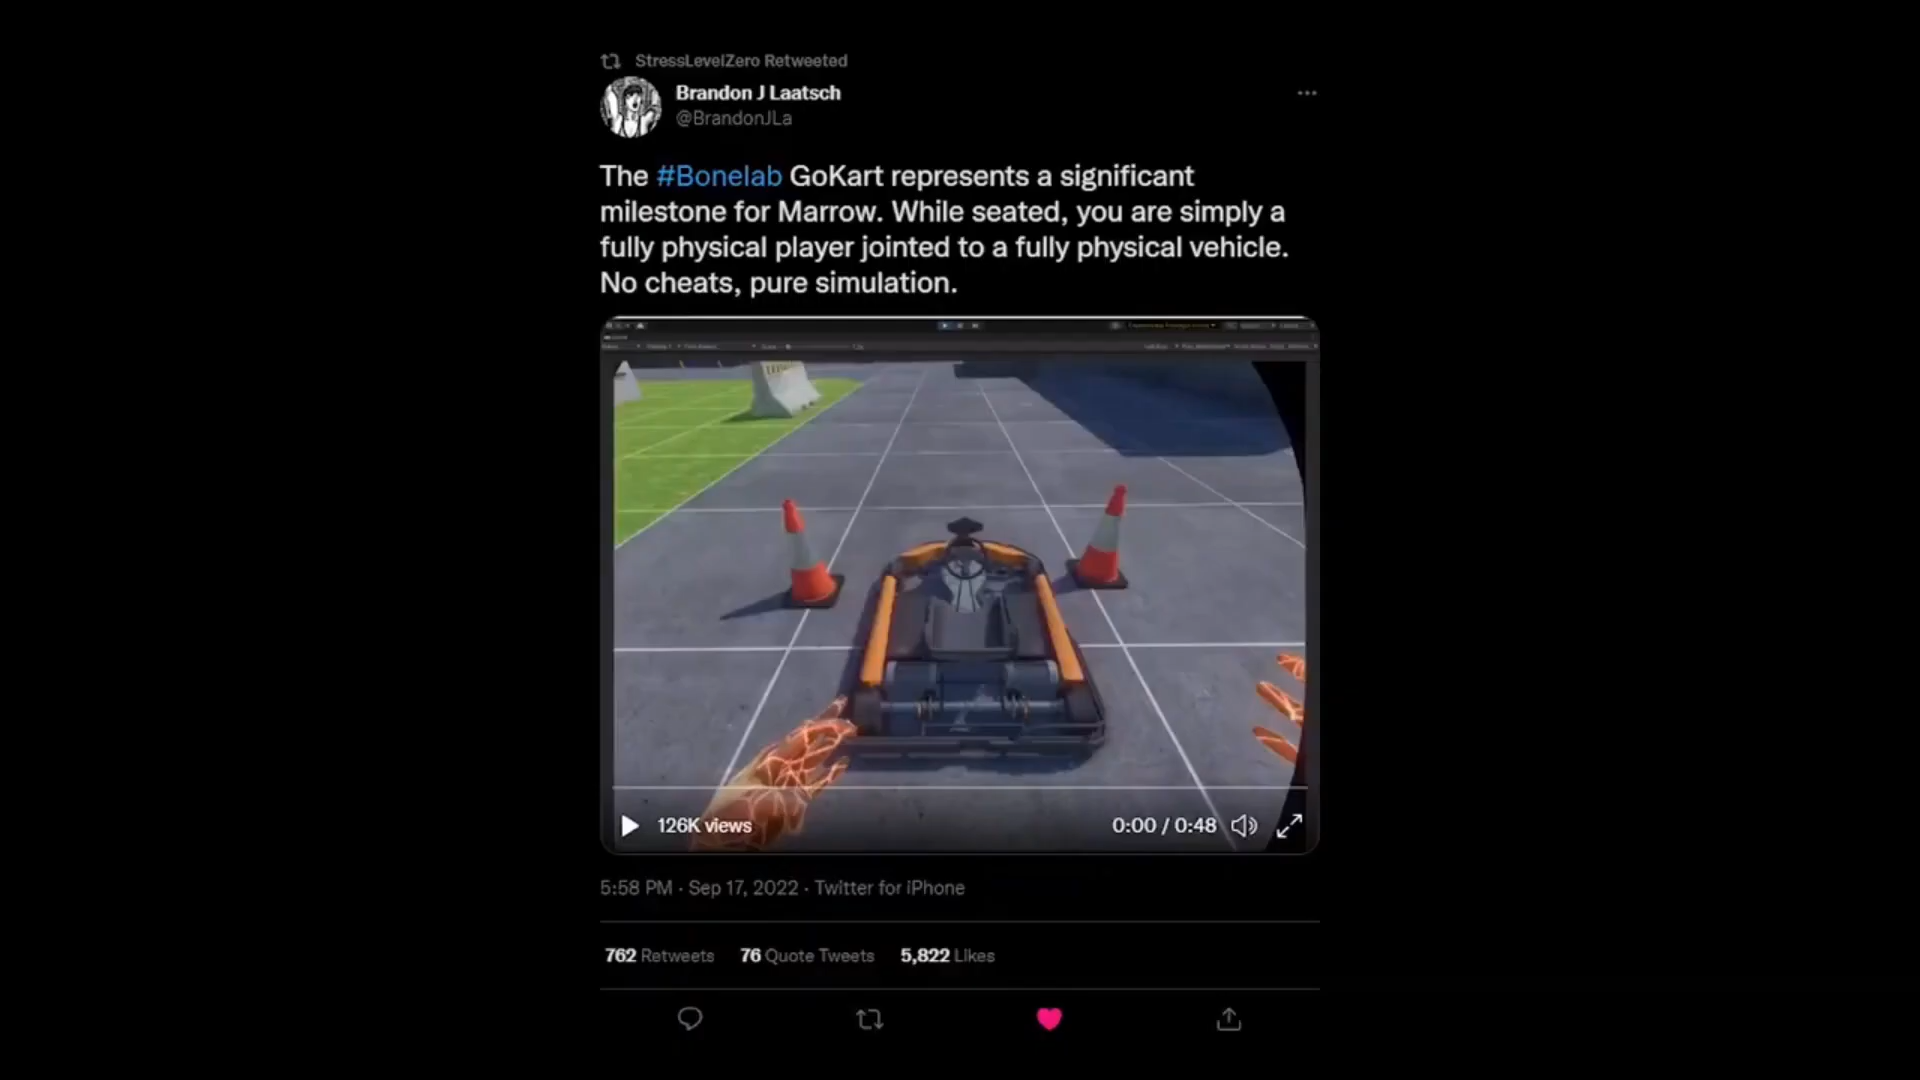 StressLevelZero Retweeted
Brandon J Laatsch
@BrandonJLa
The #Bonelab GoKart represents a significant
milestone for Marrow. While seated, you are simply a
fully physical player jointed to a fully physical vehicle.
No cheats, pure simulation.
126K views
0:00 / 0:48
5:58 PM · Sep 17, 2022 · Twitter for iPhone
762 Retweets 76 Quote Tweets 5,822 Likes